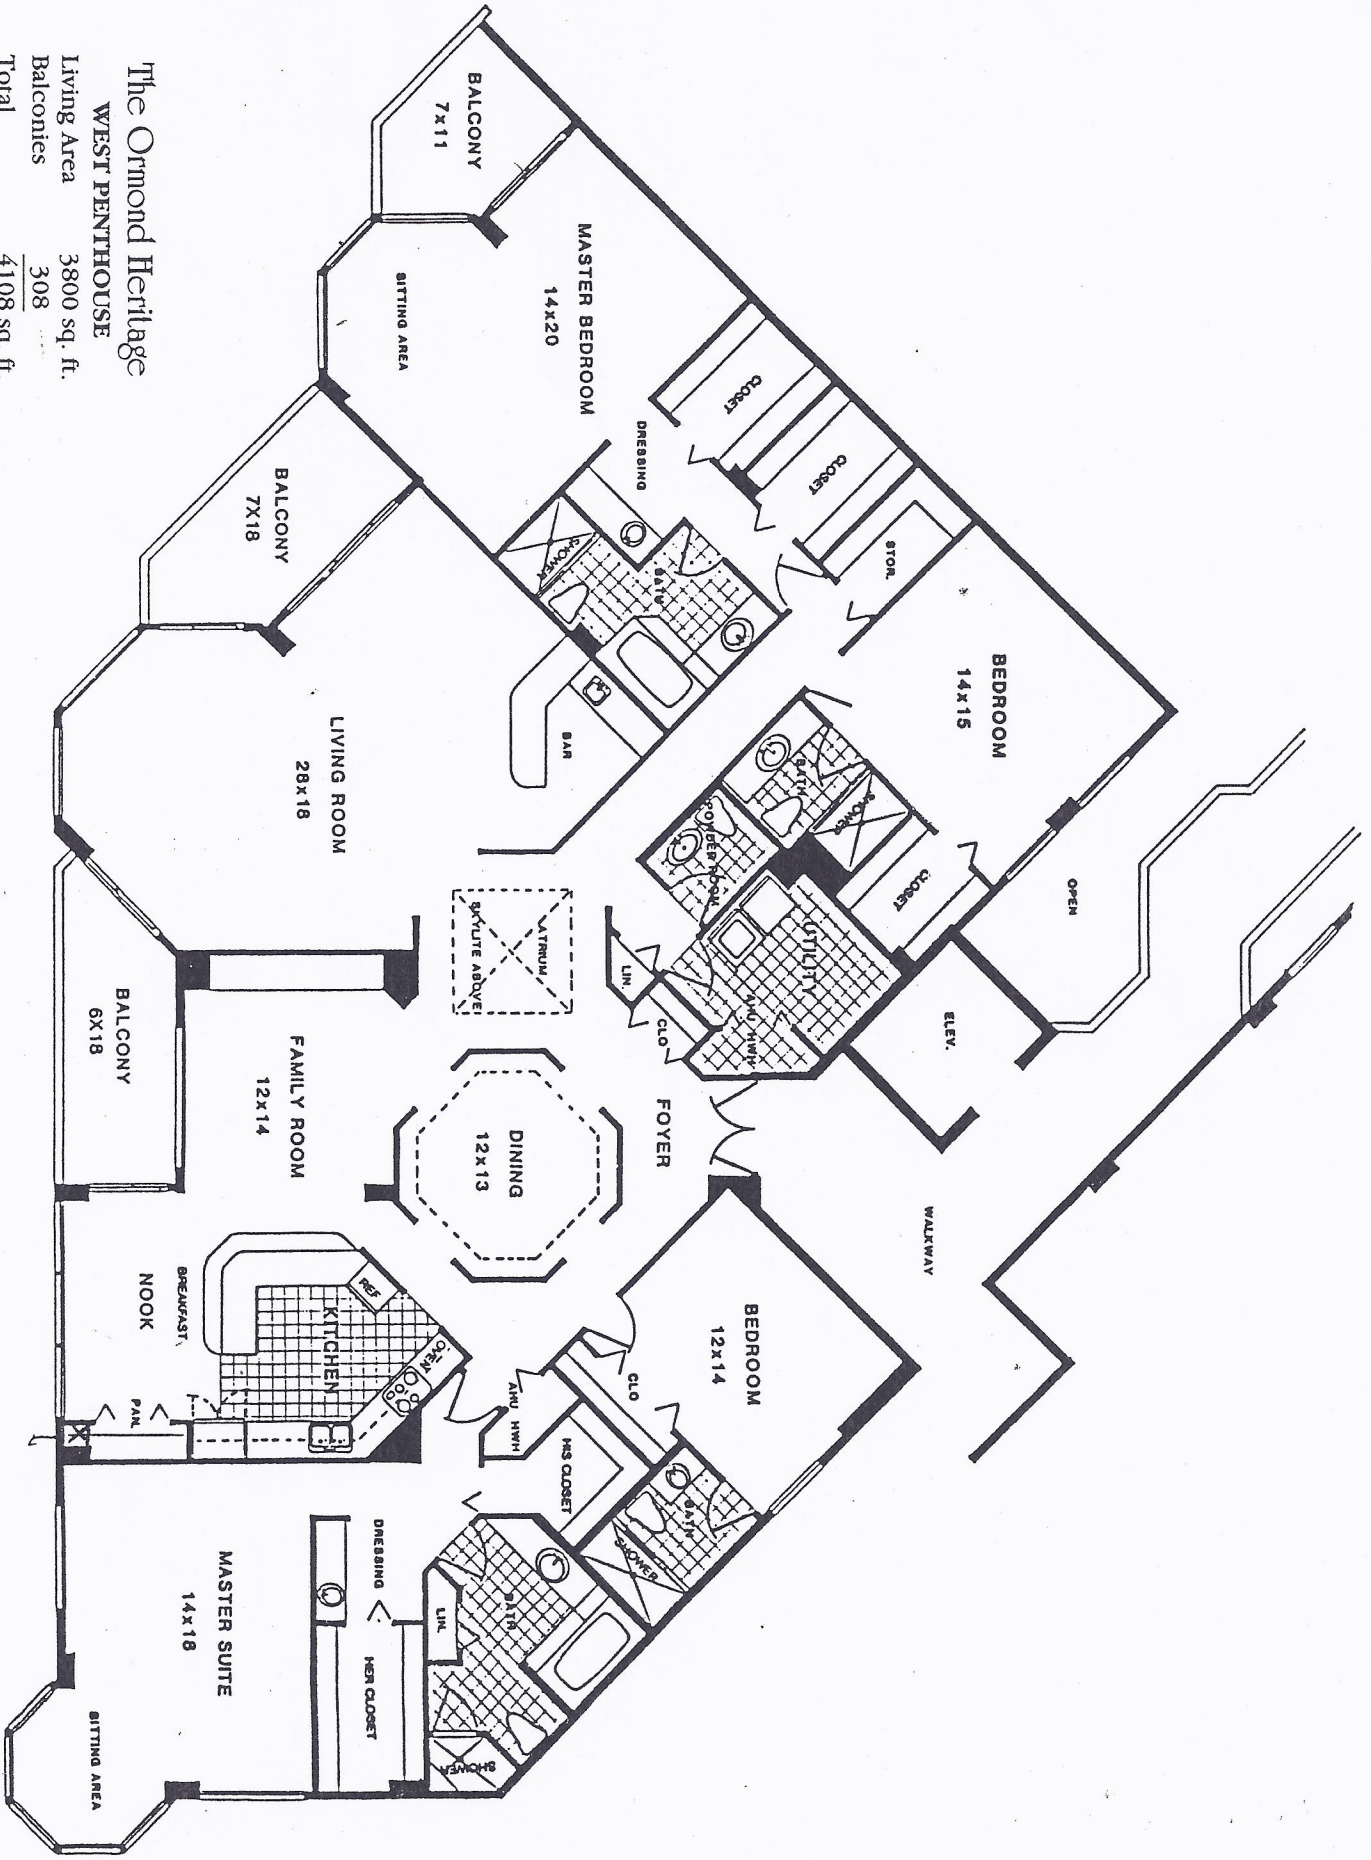 The Ormond Heritage
WEST PENTHOUSE
Living Area 3800 sq. ft.
Balconies 308
Total 4108 sq. ft.
BALCONY
7x11
MASTER BEDROOM
14x20
SITTING AREA
CLOSET
CLOSET
STOR.
DRESSING
SHOWER
BATH
BALCONY
7X18
BEDROOM
14x15
BATH
SHOWER
POWDER ROOM
CLOSET
UTILITY
AHU HWH
OPEN
ELEV.
WALKWAY
LIVING ROOM
28x18
BAR
ATRIUM
SKYLITE ABOVE
LIN.
CLO
FOYER
BALCONY
6X18
FAMILY ROOM
12x14
DINING
12x13
BREAKFAST
NOOK
KITCHEN
REF
OVEN
PAN.
BEDROOM
12x14
CLO
AHU HWH
HIS CLOSET
BATH
SHOWER
MASTER SUITE
14x18
DRESSING
HER CLOSET
LIN.
BATH
SHOWER
SITTING AREA